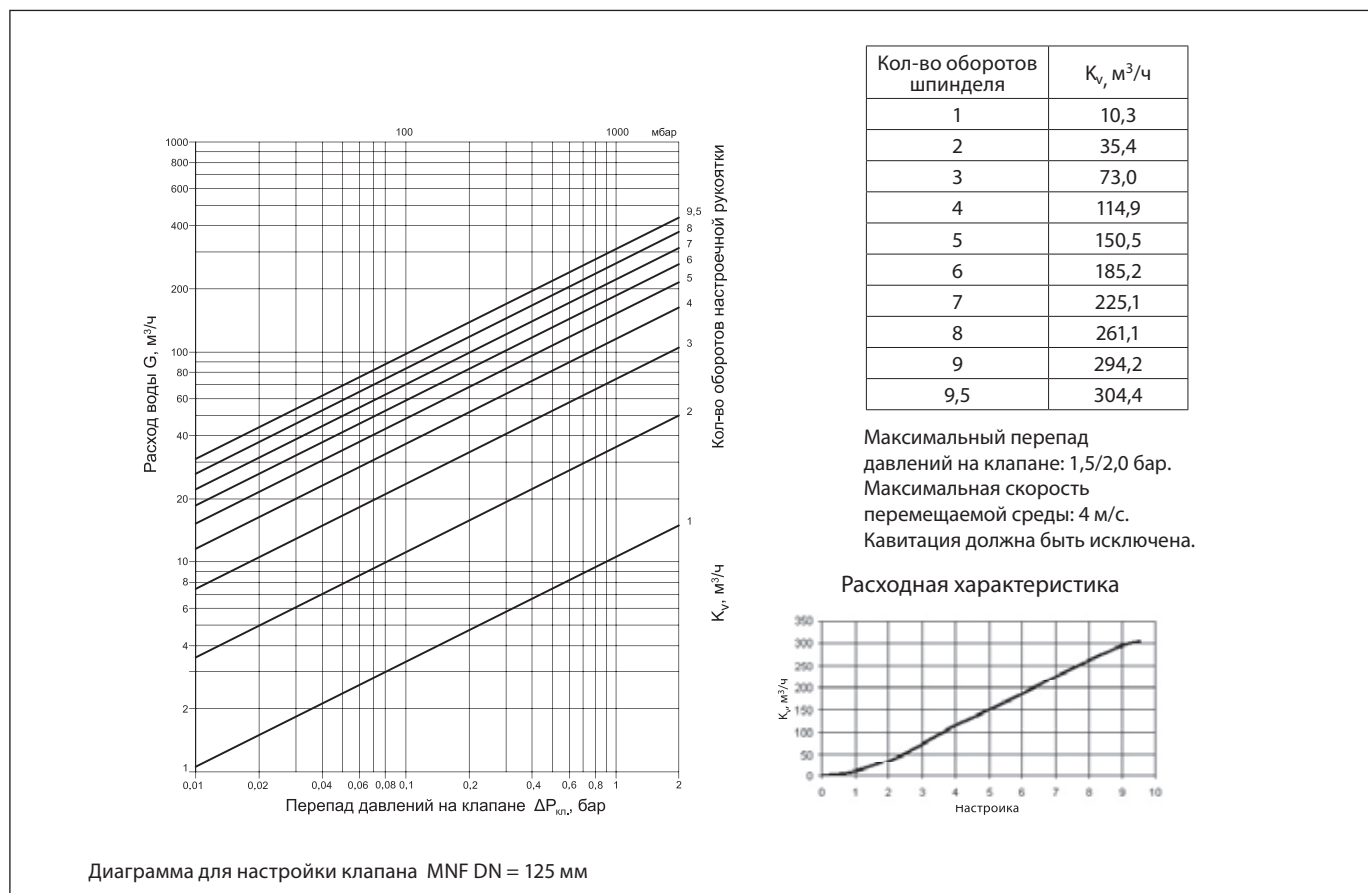 100 1000 мбар
1000
800
600
400
200
100
80
60
40
20
10
8
6
4
2
1
Расход воды G, м³/ч
9,5
8
7
6
5
4
3
2
1
Кол-во оборотов настроечной рукоятки
Kv, м³/ч
0,01 0,02 0,04 0,06 0,08 0,1 0,2 0,4 0,6 0,8 1 2
Перепад давлений на клапане ΔPкл., бар
Кол-во оборотов шпинделя Kv, м³/ч
1 10,3
2 35,4
3 73,0
4 114,9
5 150,5
6 185,2
7 225,1
8 261,1
9 294,2
9,5 304,4
Максимальный перепад
давлений на клапане: 1,5/2,0 бар.
Максимальная скорость
перемещаемой среды: 4 м/с.
Кавитация должна быть исключена.
Расходная характеристика
350
300
250
200
150
100
50
0
Kv, м³/ч
0 1 2 3 4 5 6 7 8 9 10
Настройка
Диаграмма для настройки клапана MNF DN = 125 мм